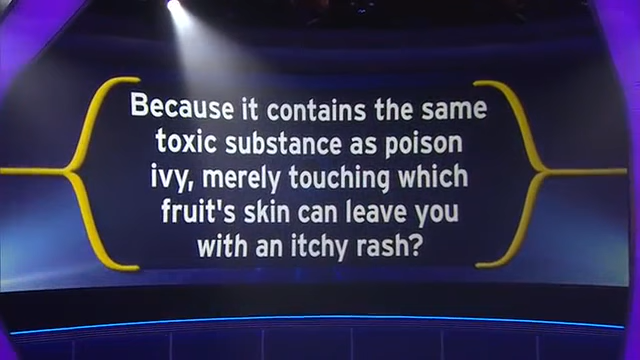 Because it contains the same
toxic substance as poison
ivy, merely touching which
fruit's skin can leave you
with an itchy rash?